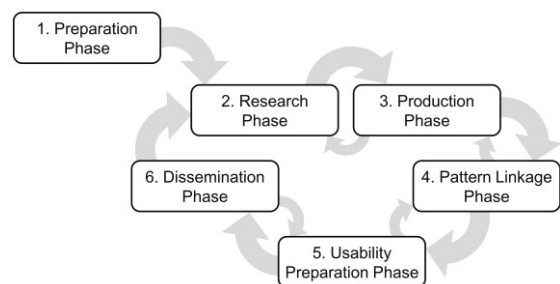 1. Preparation
Phase
2. Research
Phase
3. Production
Phase
4. Pattern Linkage
Phase
5. Usability
Preparation Phase
6. Dissemination
Phase